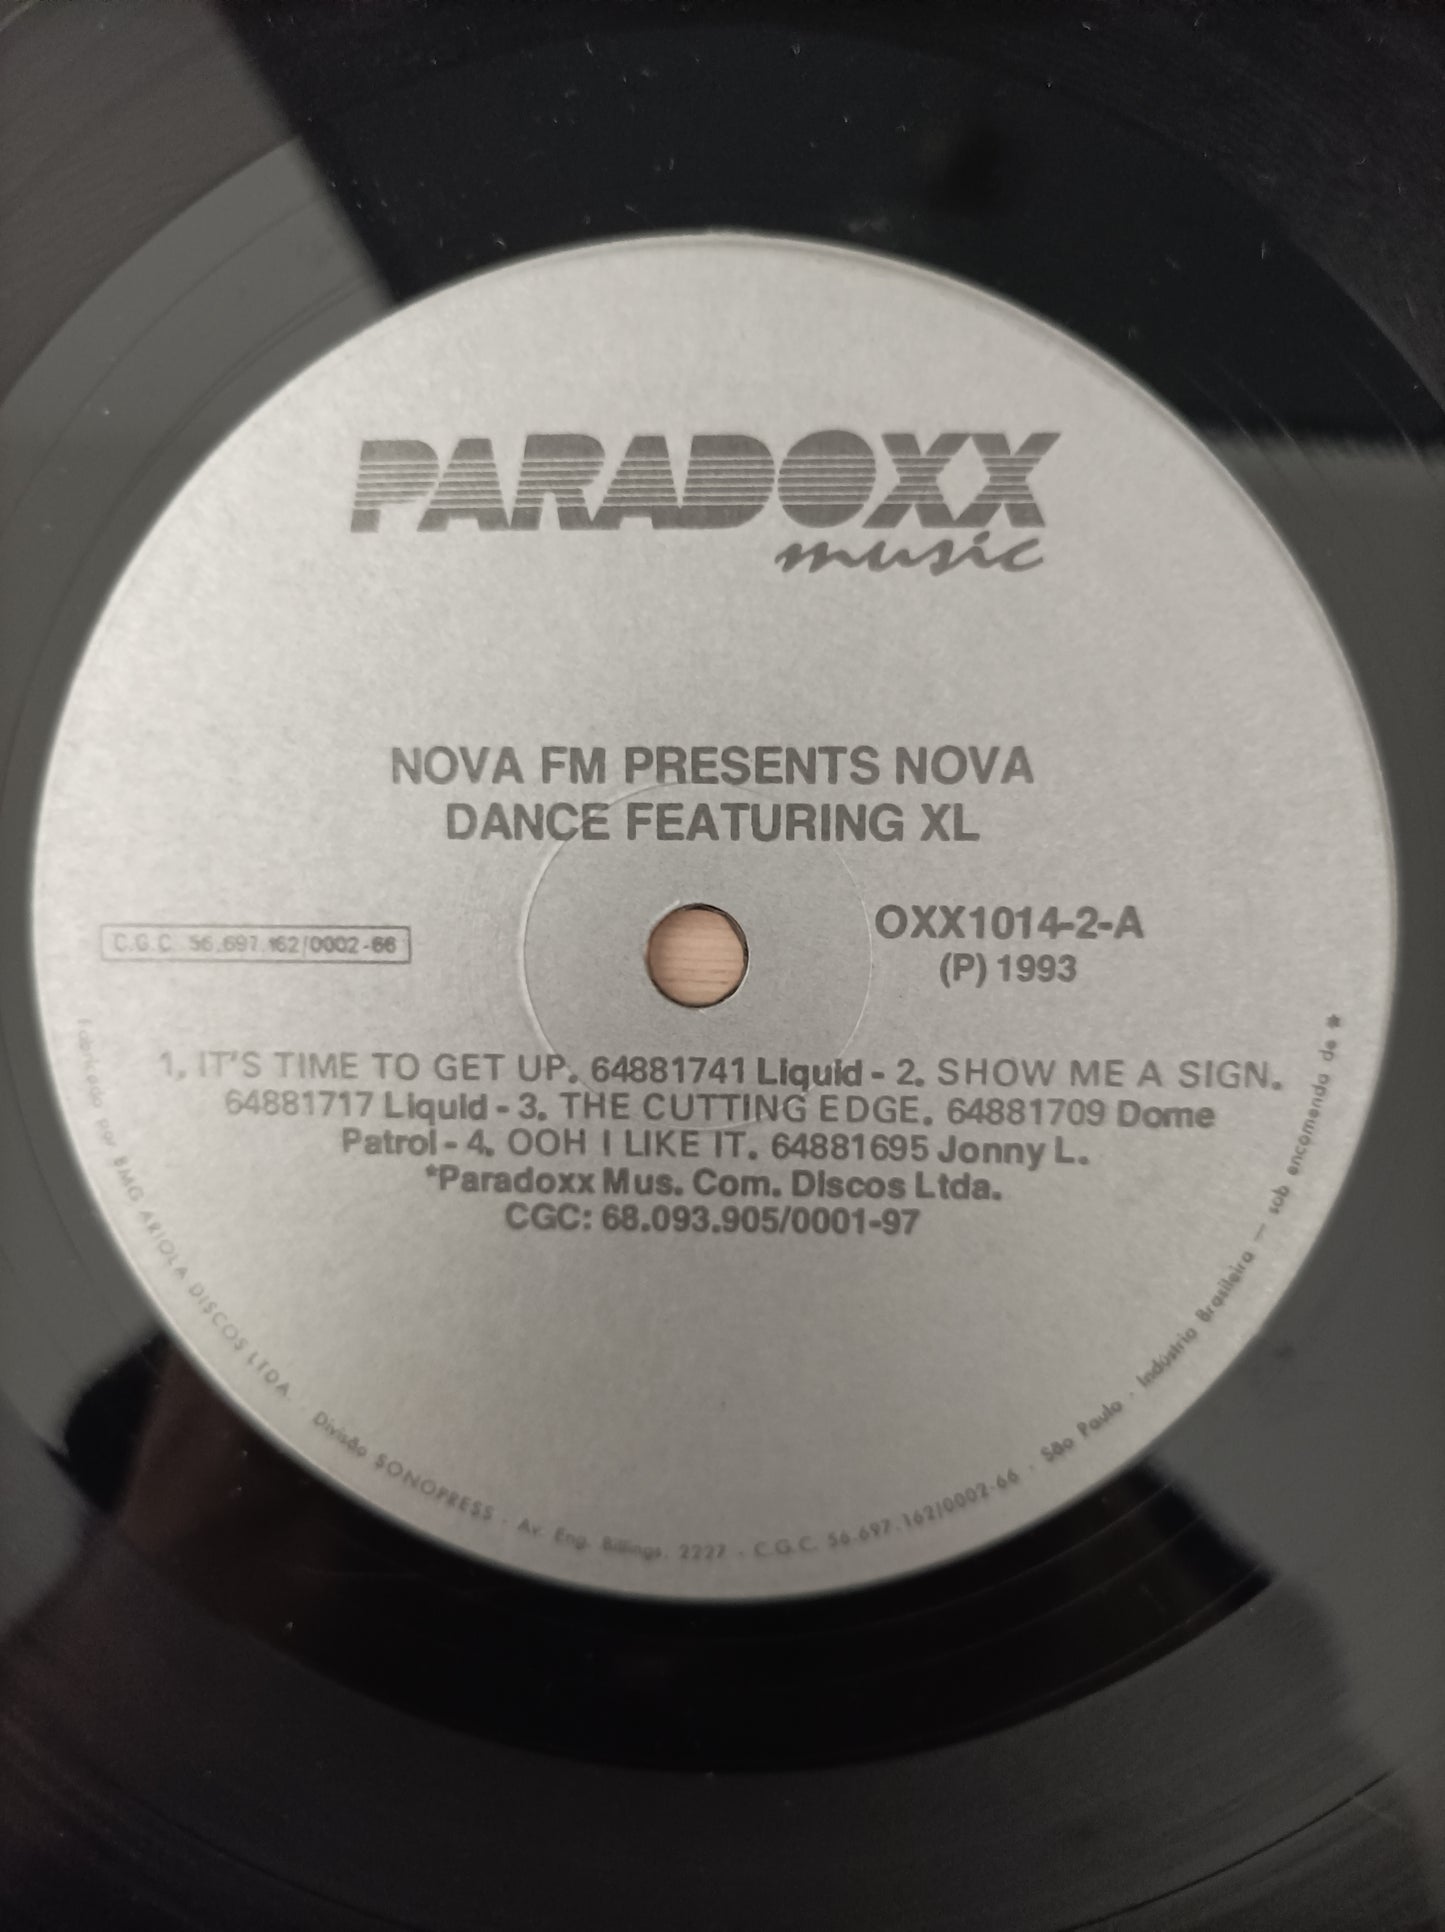 PARADOXX
music
NOVA FM PRESENTS NOVA
DANCE FEATURING XL
C.G.C. 56.697.162/0002-66
OXX1014-2-A
(P) 1993
1. IT'S TIME TO GET UP. 64881741 Liquid - 2. SHOW ME A SIGN.
64881717 Liquid - 3. THE CUTTING EDGE. 64881709 Dome
Patrol - 4. OOH I LIKE IT. 64881695 Jonny L.
*Paradoxx Mus. Com. Discos Ltda.
CGC: 68.093.905/0001-97
Fabricado por BMG ARIOLA DISCOS LTDA. · Divisão SONOPRESS · Av. Eng. Billings, 2227 · C.G.C. 56.697.162/0002-66 · São Paulo · Indústria Brasileira — sob encomenda de *